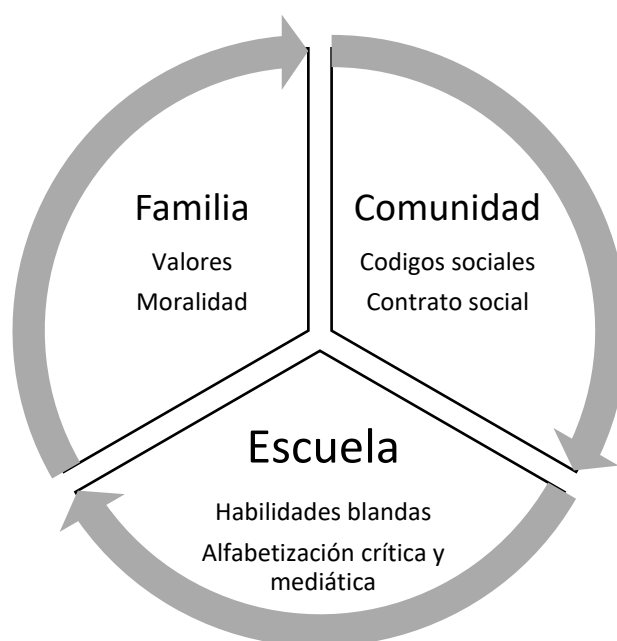 Familia
Valores
Moralidad
Comunidad
Codigos sociales
Contrato social
Escuela
Habilidades blandas
Alfabetización crítica y
mediática